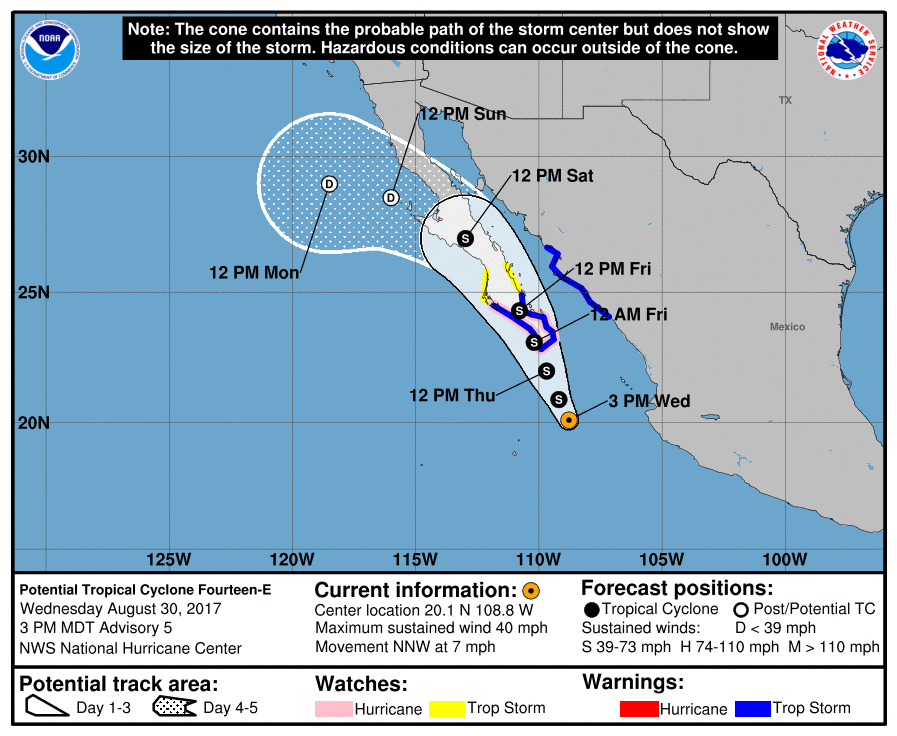 Note: The cone contains the probable path of the storm center but does not show
the size of the storm. Hazardous conditions can occur outside of the cone.
NOAA
NATIONAL WEATHER SERVICE
TX
12 PM Sun
30N
12 PM Sat
D
D
S
12 PM Mon
12 PM Fri
25N
S
12 AM Fri
Mexico
S
S
12 PM Thu
S
3 PM Wed
20N
125W
120W
115W
110W
105W
100W
Potential Tropical Cyclone Fourteen-E
Wednesday August 30, 2017
3 PM MDT Advisory 5
NWS National Hurricane Center
Current information:
Center location 20.1 N 108.8 W
Maximum sustained wind 40 mph
Movement NNW at 7 mph
Forecast positions:
Tropical Cyclone Post/Potential TC
Sustained winds: D < 39 mph
S 39-73 mph H 74-110 mph M > 110 mph
Potential track area:
Day 1-3 Day 4-5
Watches:
Hurricane Trop Storm
Warnings:
Hurricane Trop Storm